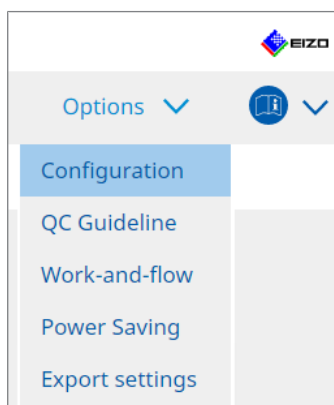 EIZO
Options
Configuration
QC Guideline
Work-and-flow
Power Saving
Export settings